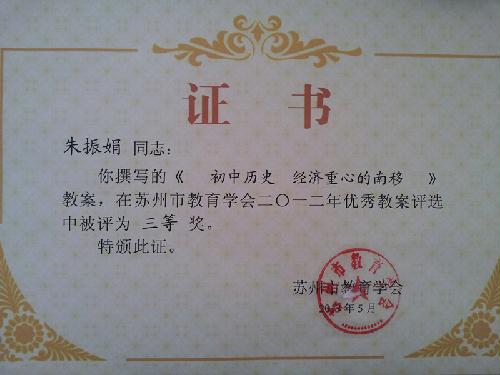 证 书
朱振娟 同志：
你撰写的《 初中历史 经济重心的南移 》
教案，在苏州市教育学会二〇一二年优秀教案评选
中被评为 三等 奖。
特颁此证。
苏州市教育学会
2013年5月